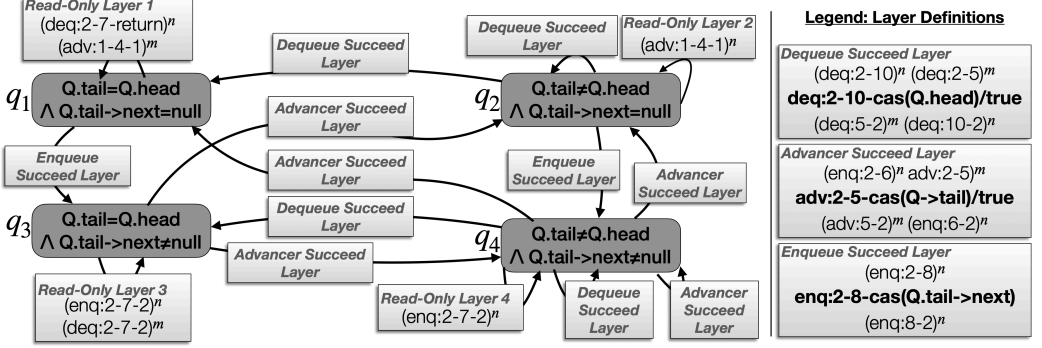 Read-Only Layer 1
(deq:2-7-return)ⁿ
(adv:1-4-1)ᵐ
Dequeue Succeed
Layer
Dequeue Succeed
Layer
Read-Only Layer 2
(adv:1-4-1)ⁿ
q₁
Q.tail=Q.head
∧ Q.tail->next=null
q₂
Q.tail≠Q.head
∧ Q.tail->next=null
Advancer Succeed
Layer
Enqueue
Succeed Layer
Advancer Succeed
Layer
Enqueue
Succeed Layer
Advancer
Succeed Layer
q₃
Q.tail=Q.head
∧ Q.tail->next≠null
Dequeue Succeed
Layer
q₄
Q.tail≠Q.head
∧ Q.tail->next≠null
Advancer Succeed
Layer
Read-Only Layer 3
(enq:2-7-2)ⁿ
(deq:2-7-2)ᵐ
Read-Only Layer 4
(enq:2-7-2)ⁿ
Dequeue
Succeed
Layer
Advancer
Succeed
Layer
Legend: Layer Definitions
Dequeue Succeed Layer
(deq:2-10)ⁿ (deq:2-5)ᵐ
deq:2-10-cas(Q.head)/true
(deq:5-2)ᵐ (deq:10-2)ⁿ
Advancer Succeed Layer
(enq:2-6)ⁿ adv:2-5)ᵐ
adv:2-5-cas(Q->tail)/true
(adv:5-2)ᵐ (enq:6-2)ⁿ
Enqueue Succeed Layer
(enq:2-8)ⁿ
enq:2-8-cas(Q.tail->next)
(enq:8-2)ⁿ